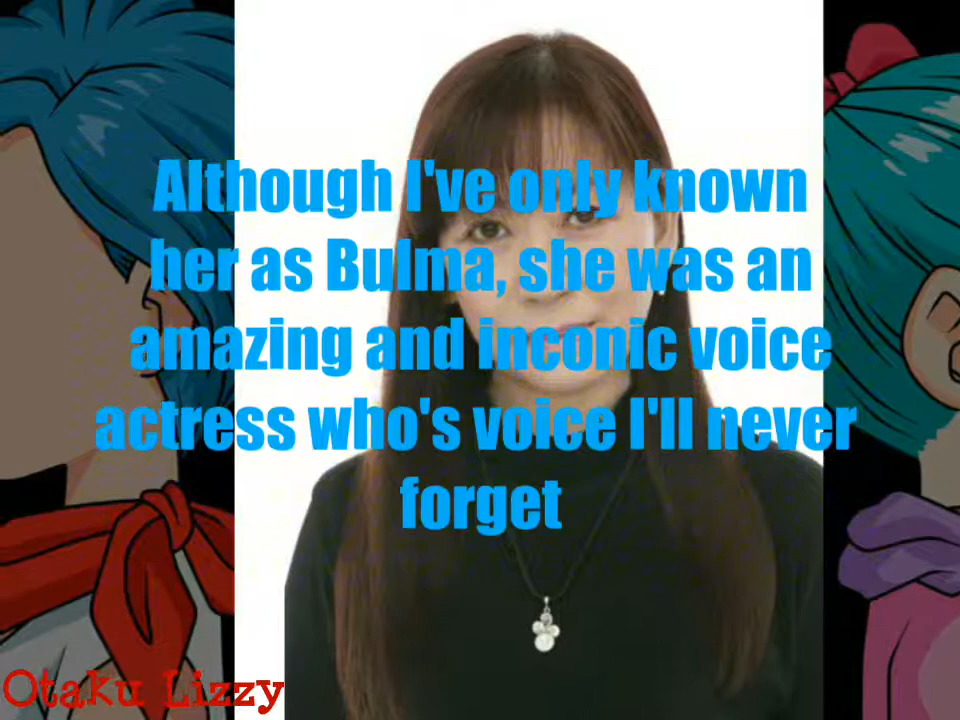 Although I've only known
her as Bulma, she was an
amazing and inconic voice
actress who's voice I'll never
forget
Otaku Lizzy